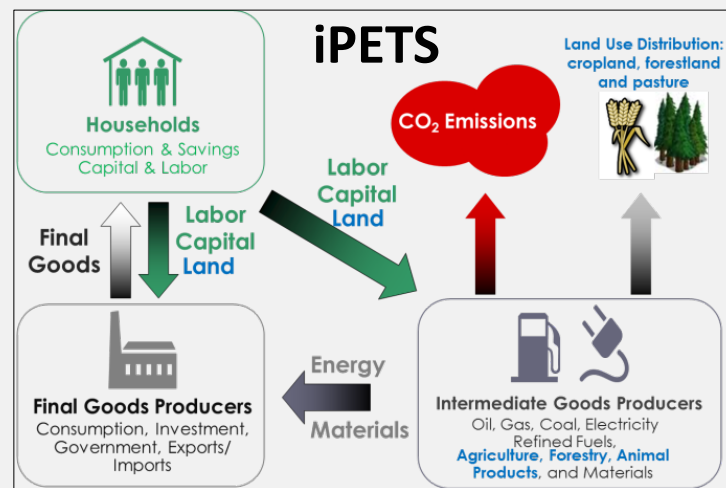 iPETS
Households
Consumption & Savings
Capital & Labor
CO₂ Emissions
Land Use Distribution:
cropland, forestland
and pasture
Labor
Capital
Land
Final
Goods
Labor
Capital
Land
Final Goods Producers
Consumption, Investment,
Government, Exports/
Imports
Energy
Materials
Intermediate Goods Producers
Oil, Gas, Coal, Electricity
Refined Fuels,
Agriculture, Forestry, Animal
Products, and Materials